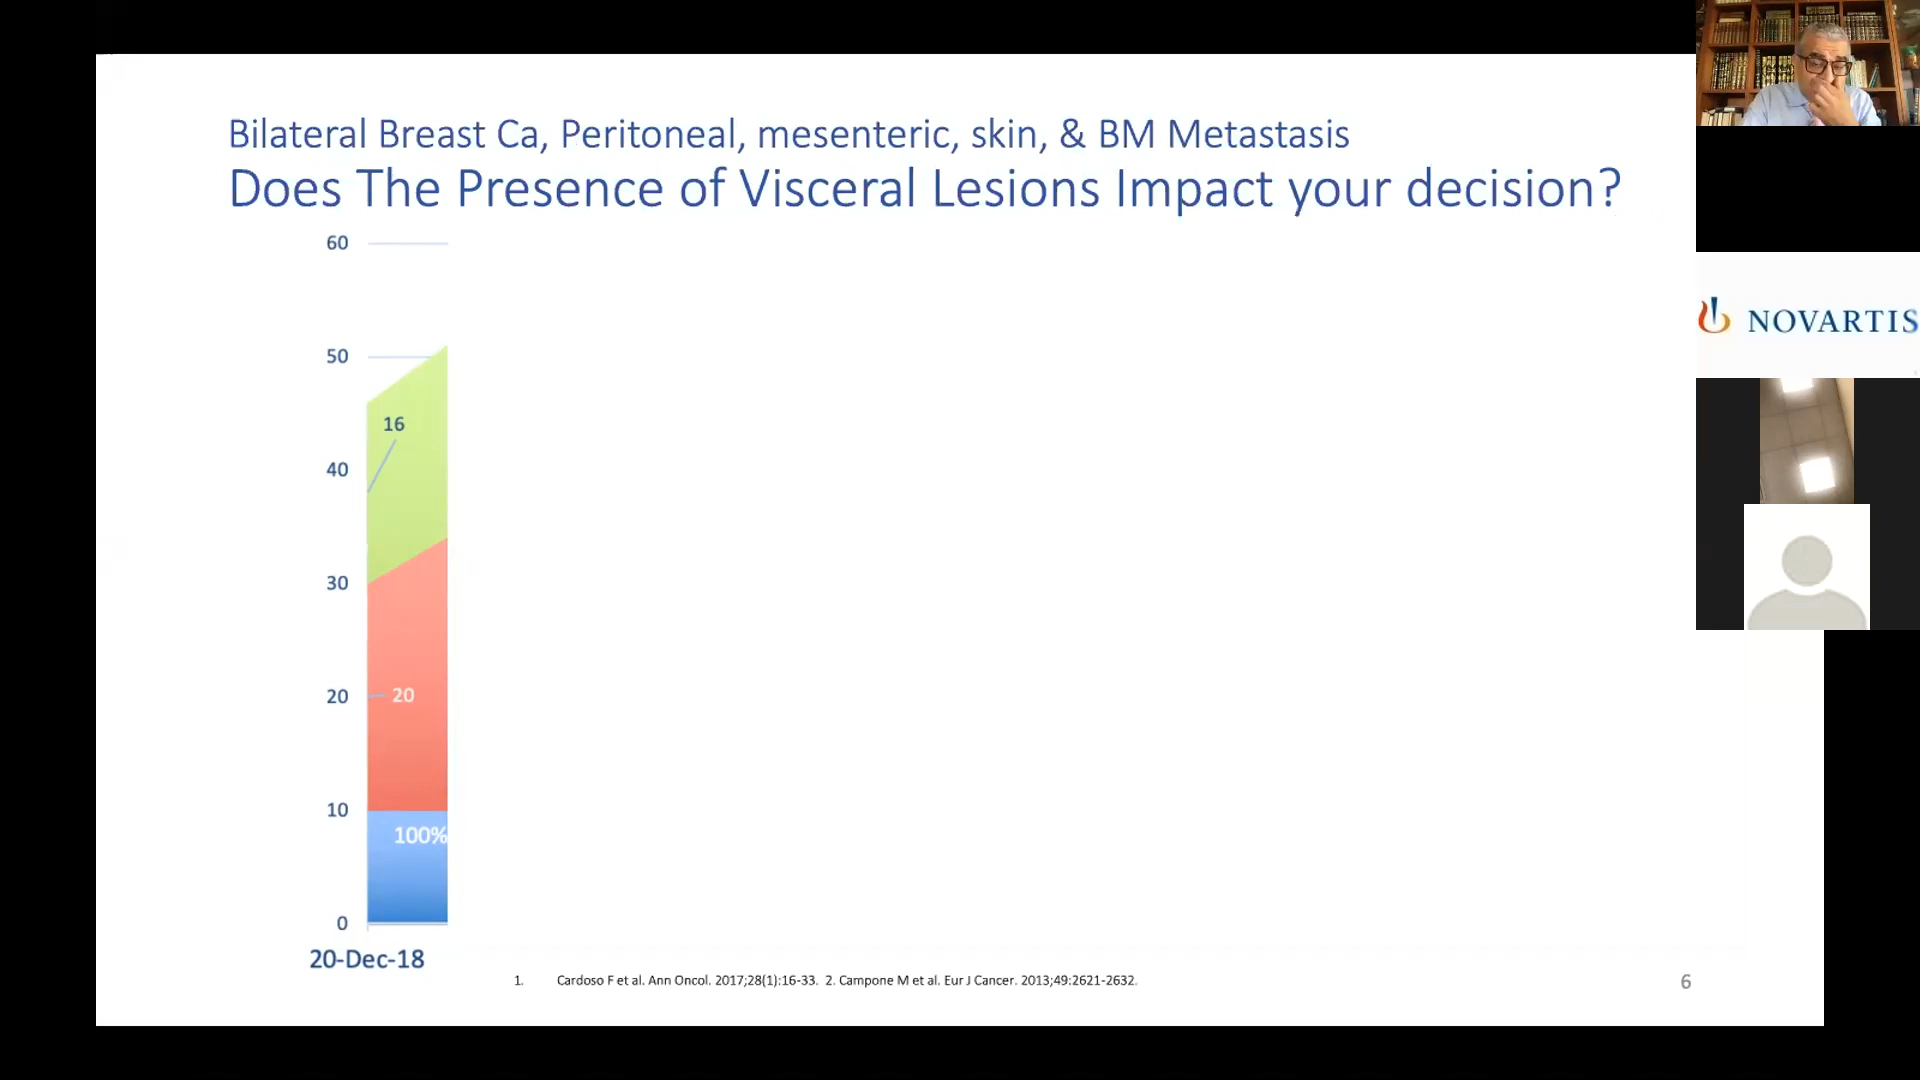 Bilateral Breast Ca, Peritoneal, mesenteric, skin, & BM Metastasis
Does The Presence of Visceral Lesions Impact your decision?
60
50
16
40
30
20
20
10
100%
0
20-Dec-18
1. Cardoso F et al. Ann Oncol. 2017;28(1):16-33. 2. Campone M et al. Eur J Cancer. 2013;49:2621-2632.
6
NOVARTIS